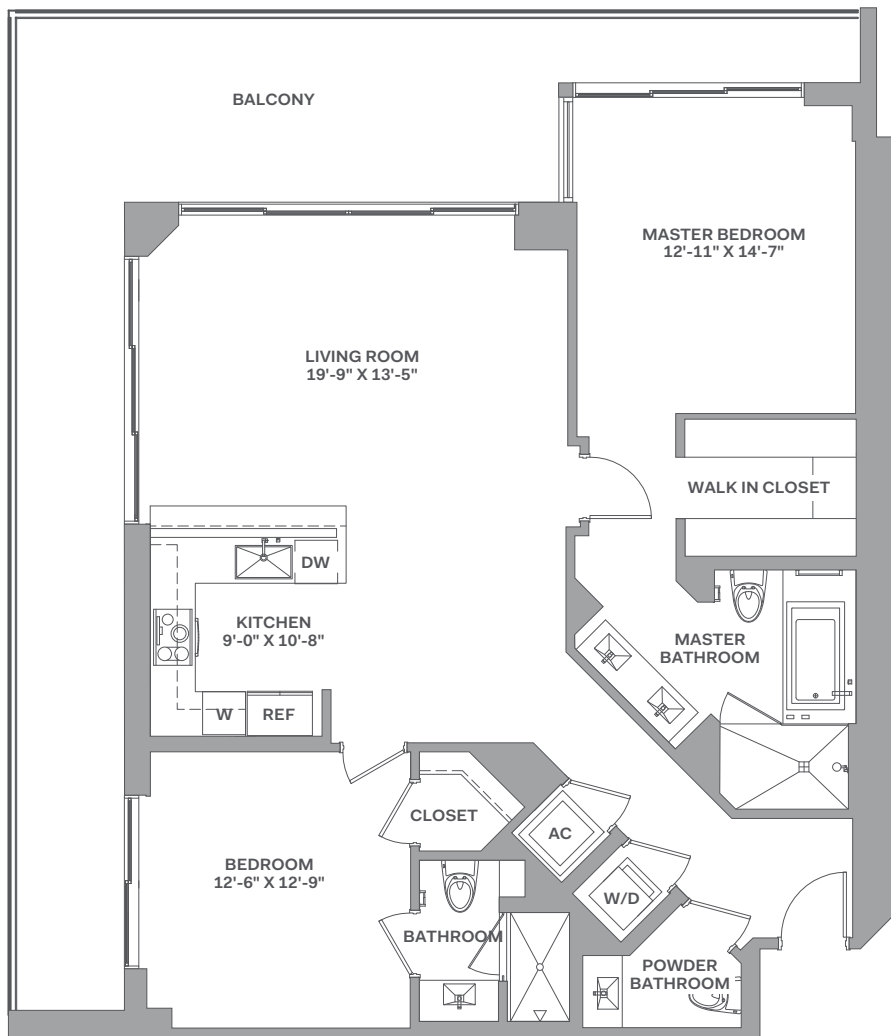 BALCONY
MASTER BEDROOM
12'-11" X 14'-7"
LIVING ROOM
19'-9" X 13'-5"
WALK IN CLOSET
DW
KITCHEN
9'-0" X 10'-8"
MASTER
BATHROOM
W
REF
CLOSET
AC
BEDROOM
12'-6" X 12'-9"
W/D
BATHROOM
POWDER
BATHROOM